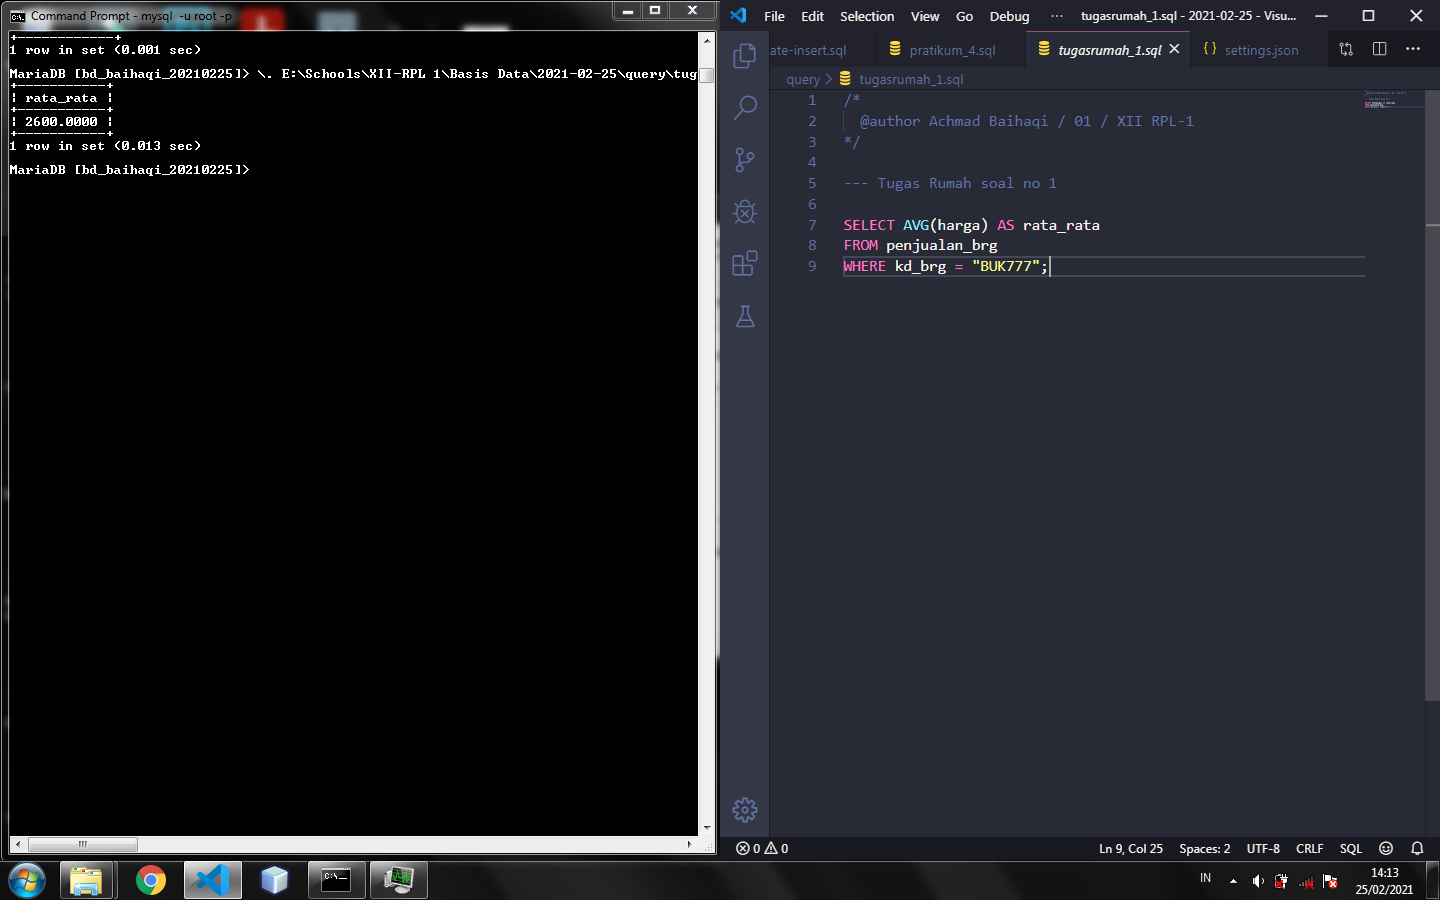 Command Prompt - mysql  -u root -p
+------------+
1 row in set (0.001 sec)
MariaDB [bd_baihaqi_20210225]> \. E:\Schools\XII-RPL 1\Basis Data\2021-02-25\query\tug
+-----------+
| rata_rata |
+-----------+
| 2600.0000 |
+-----------+
1 row in set (0.013 sec)
MariaDB [bd_baihaqi_20210225]>
File Edit Selection View Go Debug ··· tugasrumah_1.sql - 2021-02-25 - Visu...
ate-insert.sql pratikum_4.sql tugasrumah_1.sql {} settings.json ···
query > tugasrumah_1.sql
1 /*
2 @author Achmad Baihaqi / 01 / XII RPL-1
3 */
4
5 --- Tugas Rumah soal no 1
6
7 SELECT AVG(harga) AS rata_rata
8 FROM penjualan_brg
9 WHERE kd_brg = "BUK777";
0 0 Ln 9, Col 25 Spaces: 2 UTF-8 CRLF SQL
IN 14:13
25/02/2021